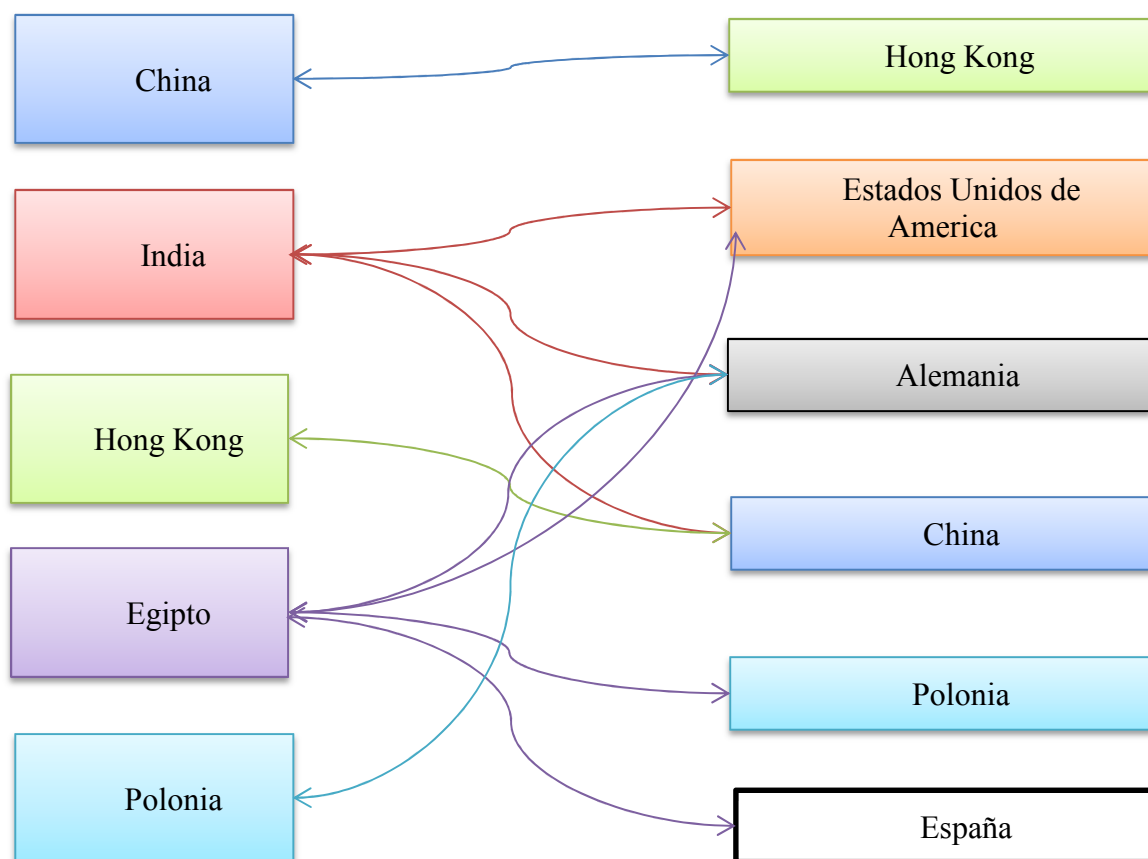 China
Hong Kong
India
Estados Unidos de
America
Hong Kong
Alemania
Egipto
China
Polonia
Polonia
España